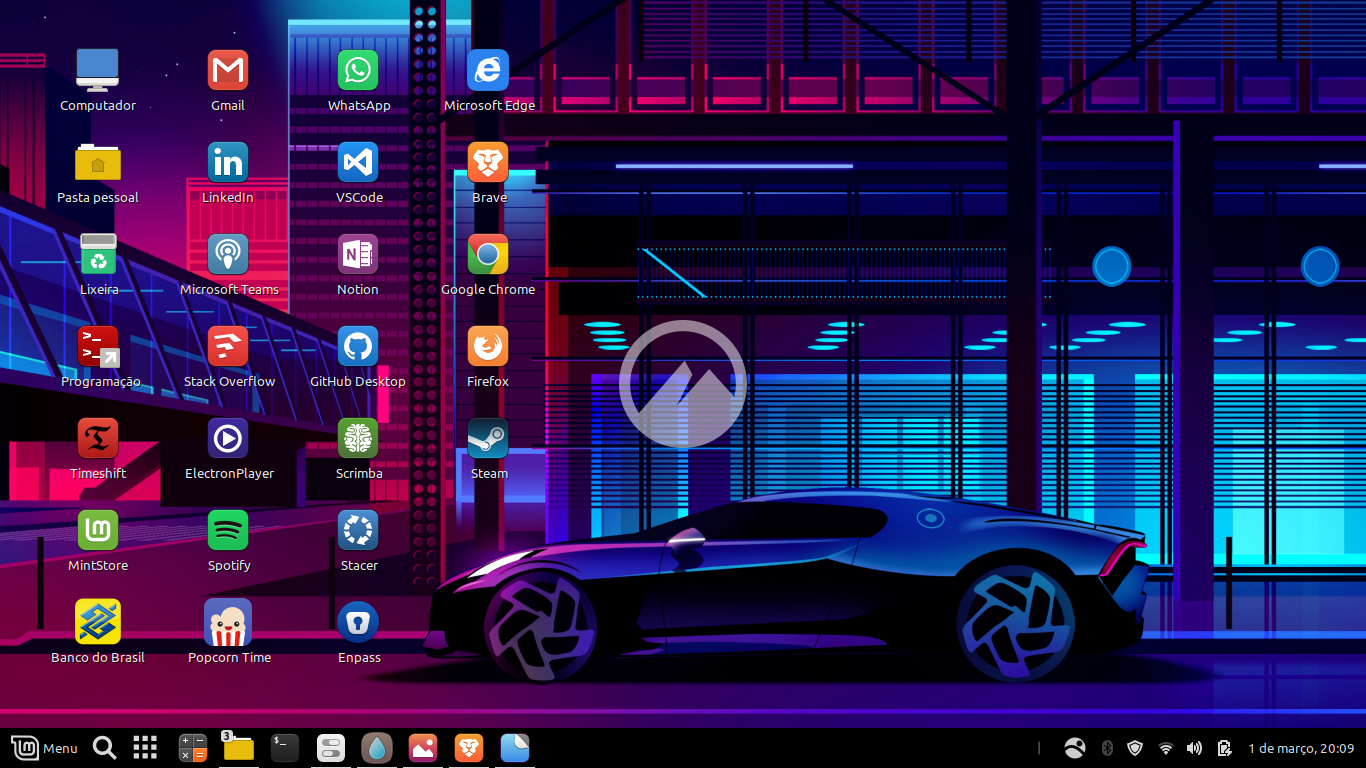 Computador
Gmail
WhatsApp
Microsoft Edge
Pasta pessoal
LinkedIn
VSCode
Brave
Lixeira
Microsoft Teams
Notion
Google Chrome
Programação
Stack Overflow
GitHub Desktop
Firefox
Timeshift
ElectronPlayer
Scrimba
Steam
MintStore
Spotify
Stacer
Banco do Brasil
Popcorn Time
Enpass
Menu
3
1 de março, 20:09